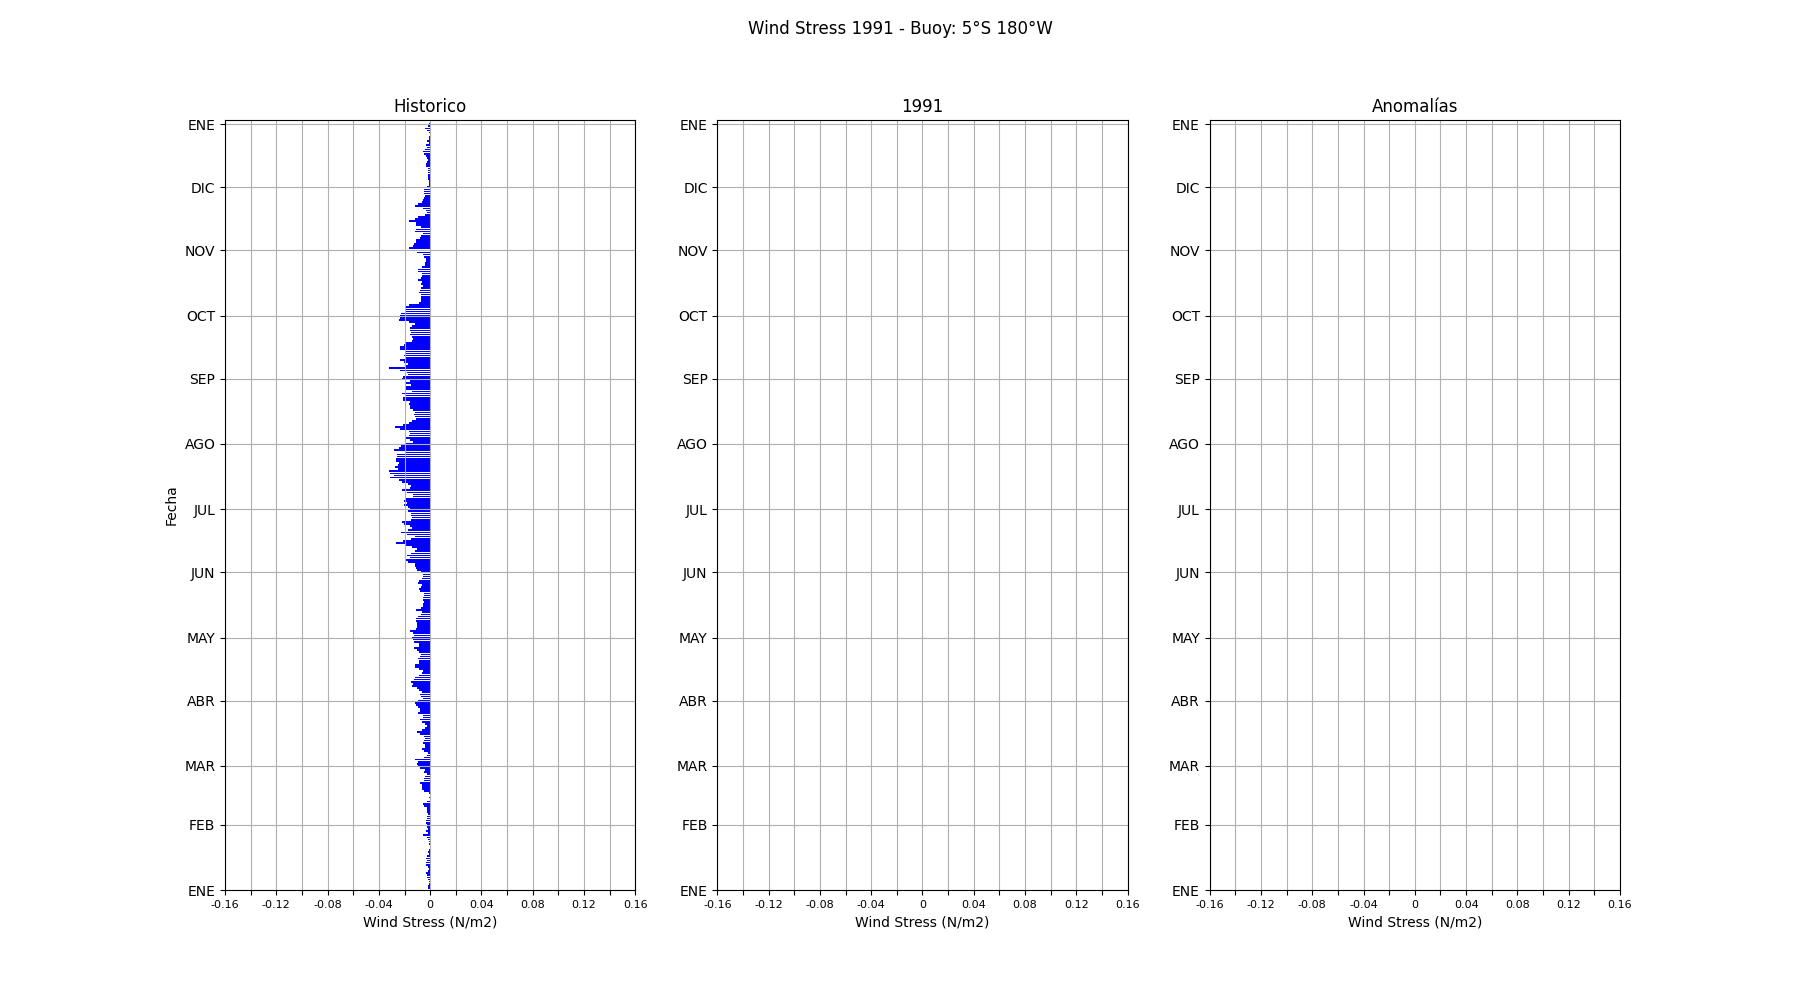 Wind Stress 1991 - Buoy: 5°S 180°W
Historico
ENE
DIC
NOV
OCT
SEP
AGO
JUL
JUN
MAY
ABR
MAR
FEB
ENE
Fecha
-0.16 -0.12 -0.08 -0.04 0 0.04 0.08 0.12 0.16
Wind Stress (N/m2)
1991
ENE
DIC
NOV
OCT
SEP
AGO
JUL
JUN
MAY
ABR
MAR
FEB
ENE
-0.16 -0.12 -0.08 -0.04 0 0.04 0.08 0.12 0.16
Wind Stress (N/m2)
Anomalías
ENE
DIC
NOV
OCT
SEP
AGO
JUL
JUN
MAY
ABR
MAR
FEB
ENE
-0.16 -0.12 -0.08 -0.04 0 0.04 0.08 0.12 0.16
Wind Stress (N/m2)